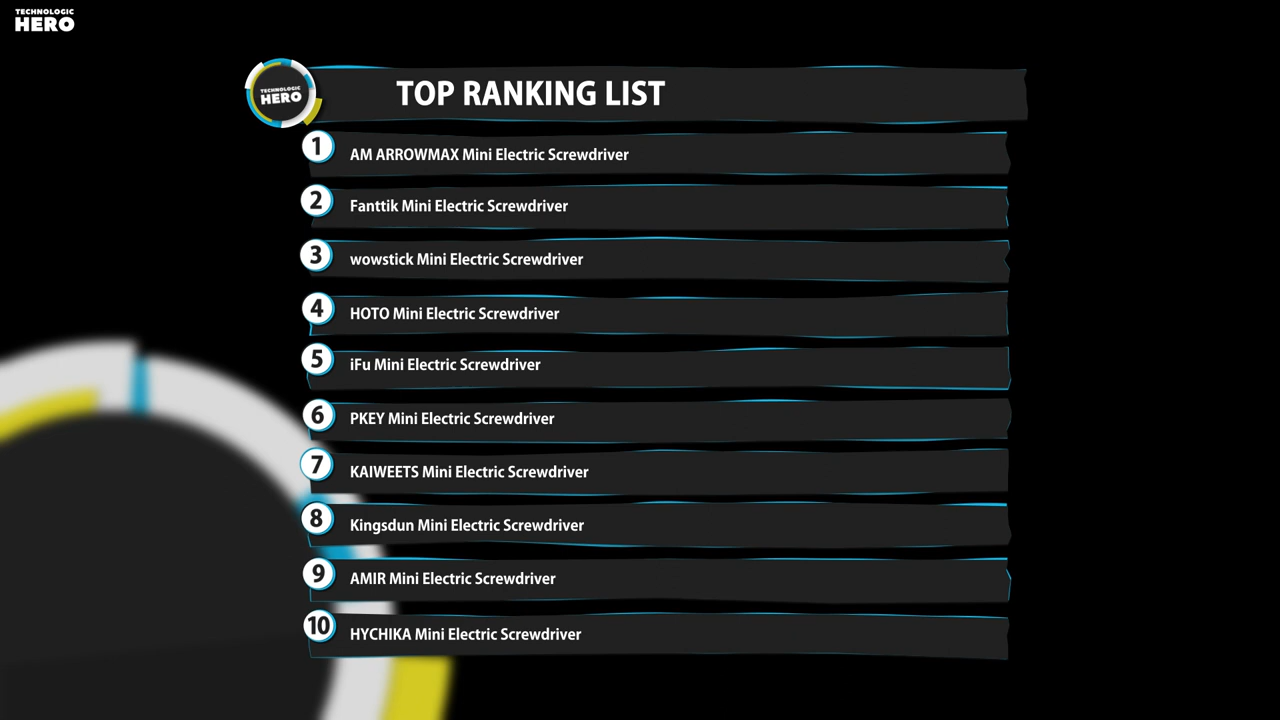 TECHNOLOGIC
HERO
TECHNOLOGIC
HERO
TOP RANKING LIST
1 AM ARROWMAX Mini Electric Screwdriver
2 Fanttik Mini Electric Screwdriver
3 wowstick Mini Electric Screwdriver
4 HOTO Mini Electric Screwdriver
5 iFu Mini Electric Screwdriver
6 PKEY Mini Electric Screwdriver
7 KAIWEETS Mini Electric Screwdriver
8 Kingsdun Mini Electric Screwdriver
9 AMIR Mini Electric Screwdriver
10 HYCHIKA Mini Electric Screwdriver